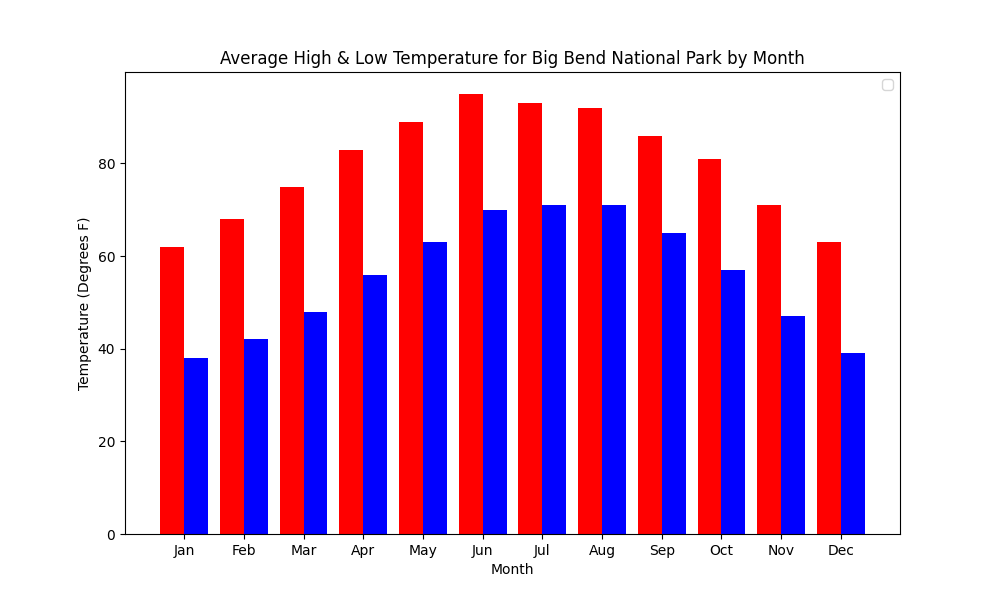 Average High & Low Temperature for Big Bend National Park by Month
Temperature (Degrees F)
80
60
40
20
0
Jan Feb Mar Apr May Jun Jul Aug Sep Oct Nov Dec
Month